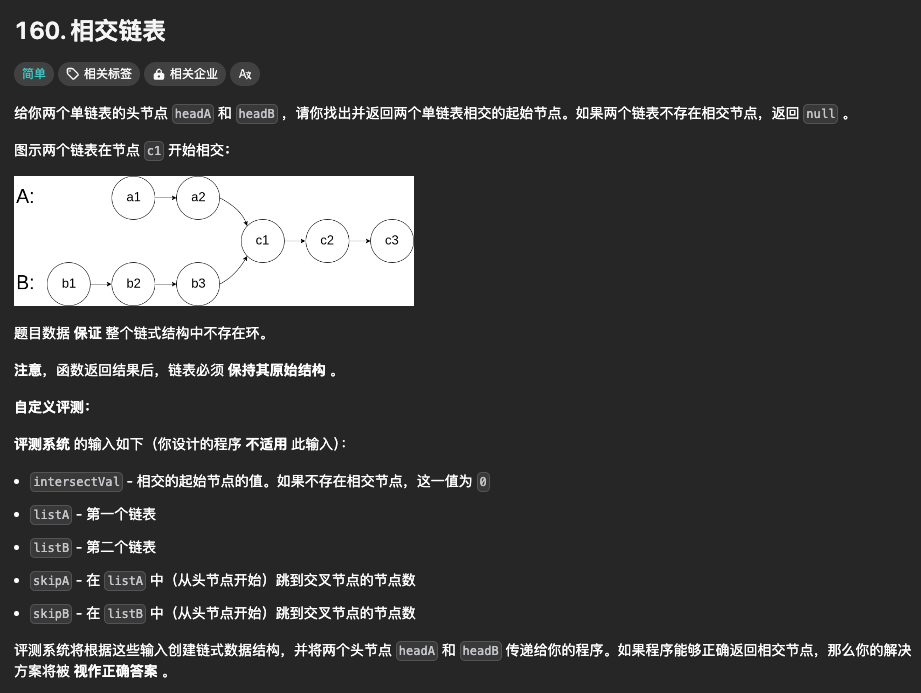 160. 相交链表
简单 相关标签 相关企业 Aㄡ
给你两个单链表的头节点 headA 和 headB ，请你找出并返回两个单链表相交的起始节点。如果两个链表不存在相交节点，返回 null 。
图示两个链表在节点 c1 开始相交：
A: a1 a2
c1 c2 c3
B: b1 b2 b3
题目数据 保证 整个链式结构中不存在环。
注意，函数返回结果后，链表必须 保持其原始结构 。
自定义评测：
评测系统 的输入如下（你设计的程序 不适用 此输入）：
• intersectVal - 相交的起始节点的值。如果不存在相交节点，这一值为 0
• listA - 第一个链表
• listB - 第二个链表
• skipA - 在 listA 中（从头节点开始）跳到交叉节点的节点数
• skipB - 在 listB 中（从头节点开始）跳到交叉节点的节点数
评测系统将根据这些输入创建链式数据结构，并将两个头节点 headA 和 headB 传递给你的程序。如果程序能够正确返回相交节点，那么你的解决
方案将被 视作正确答案 。